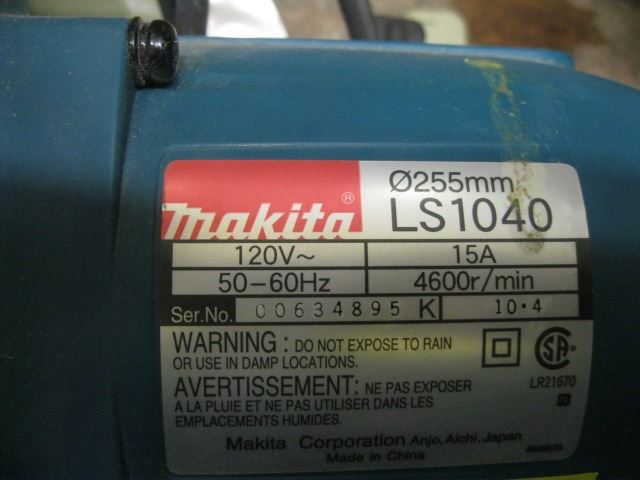 Ø255mm
makita® LS1040
120V~ 15A
50-60Hz 4600r/min
Ser.No. 00634895 K 10·4
WARNING : DO NOT EXPOSE TO RAIN
OR USE IN DAMP LOCATIONS.
AVERTISSEMENT: NE PAS EXPOSER
A LA PLUIE ET NE PAS UTILISER DANS LES
EMPLACEMENTS HUMIDES.
SA
LR21670
N
Makita Corporation Anjo, Aichi, Japan
Made in China